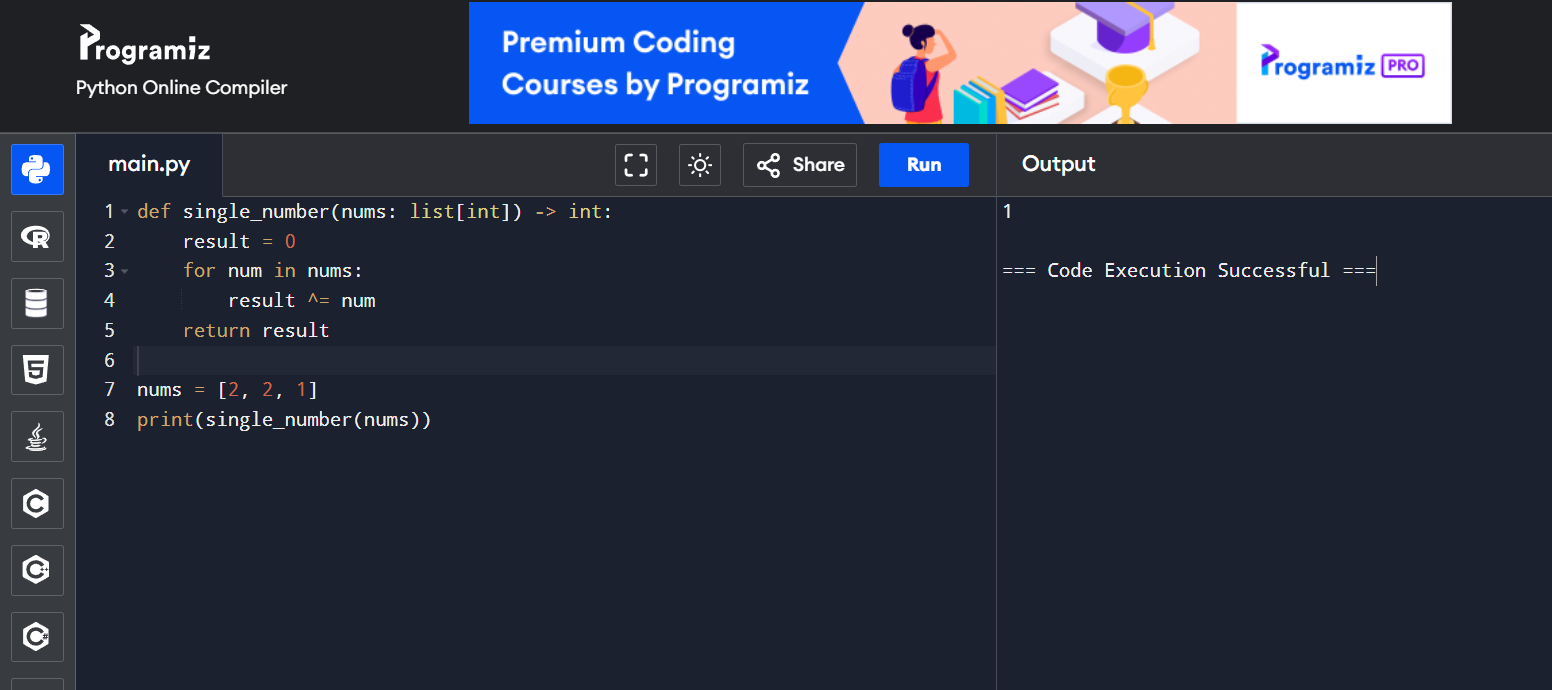 Programiz
Python Online Compiler
Premium Coding
Courses by Programiz
Programiz PRO
main.py
Share
Run
Output
1 def single_number(nums: list[int]) -> int:
2     result = 0
3     for num in nums:
4         result ^= num
5     return result
6
7 nums = [2, 2, 1]
8 print(single_number(nums))
1
=== Code Execution Successful ===
R
5
C
C++
C#